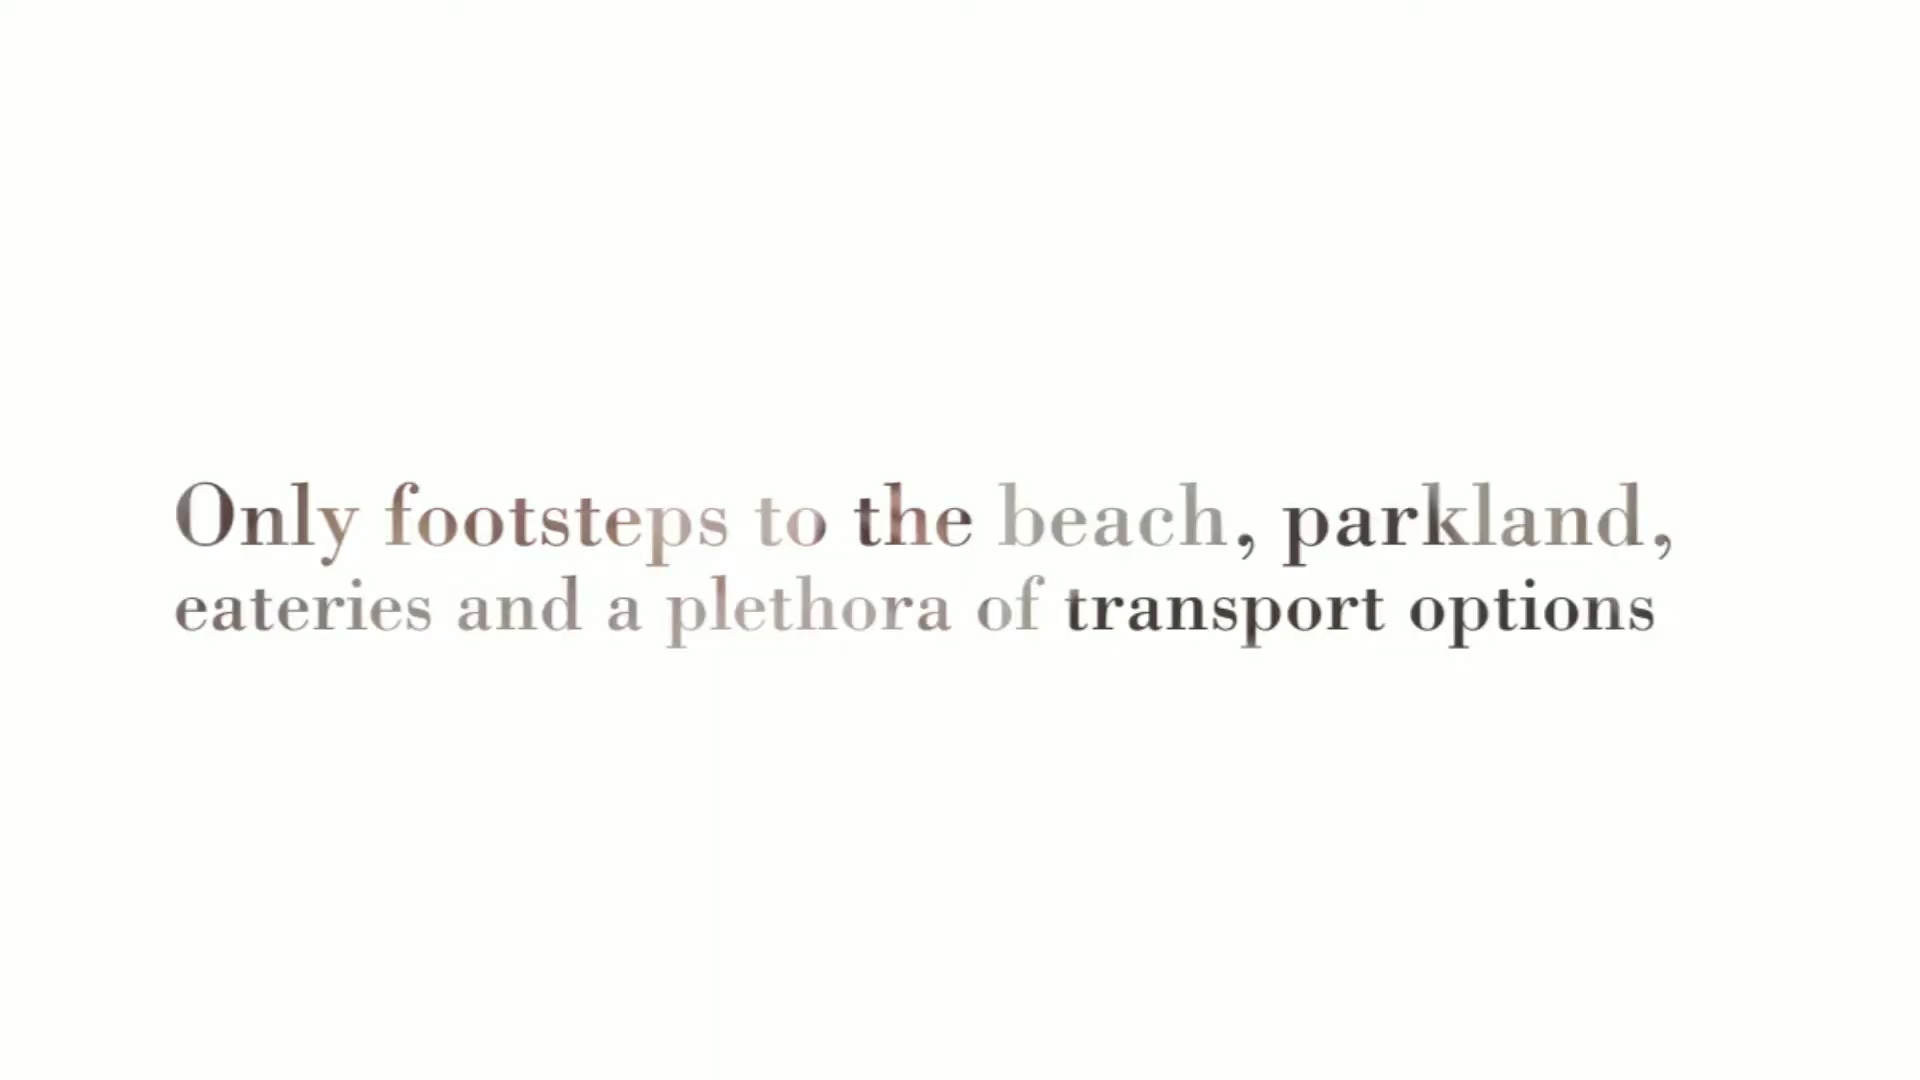 Only footsteps to the beach, parkland,
eateries and a plethora of transport options